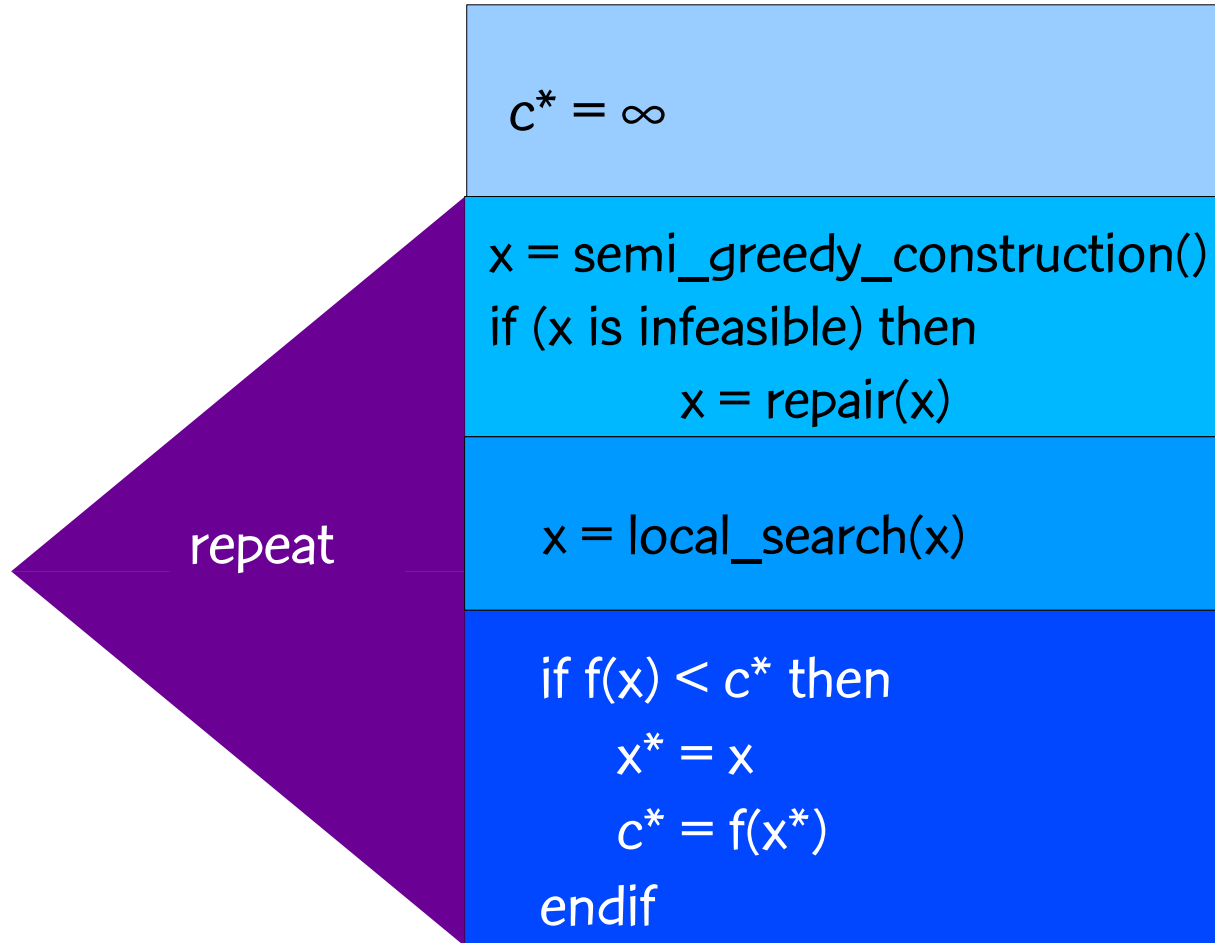 c* = ∞
x = semi_greedy_construction()
if (x is infeasible) then
x = repair(x)
repeat
x = local_search(x)
if f(x) < c* then
x* = x
c* = f(x*)
endif